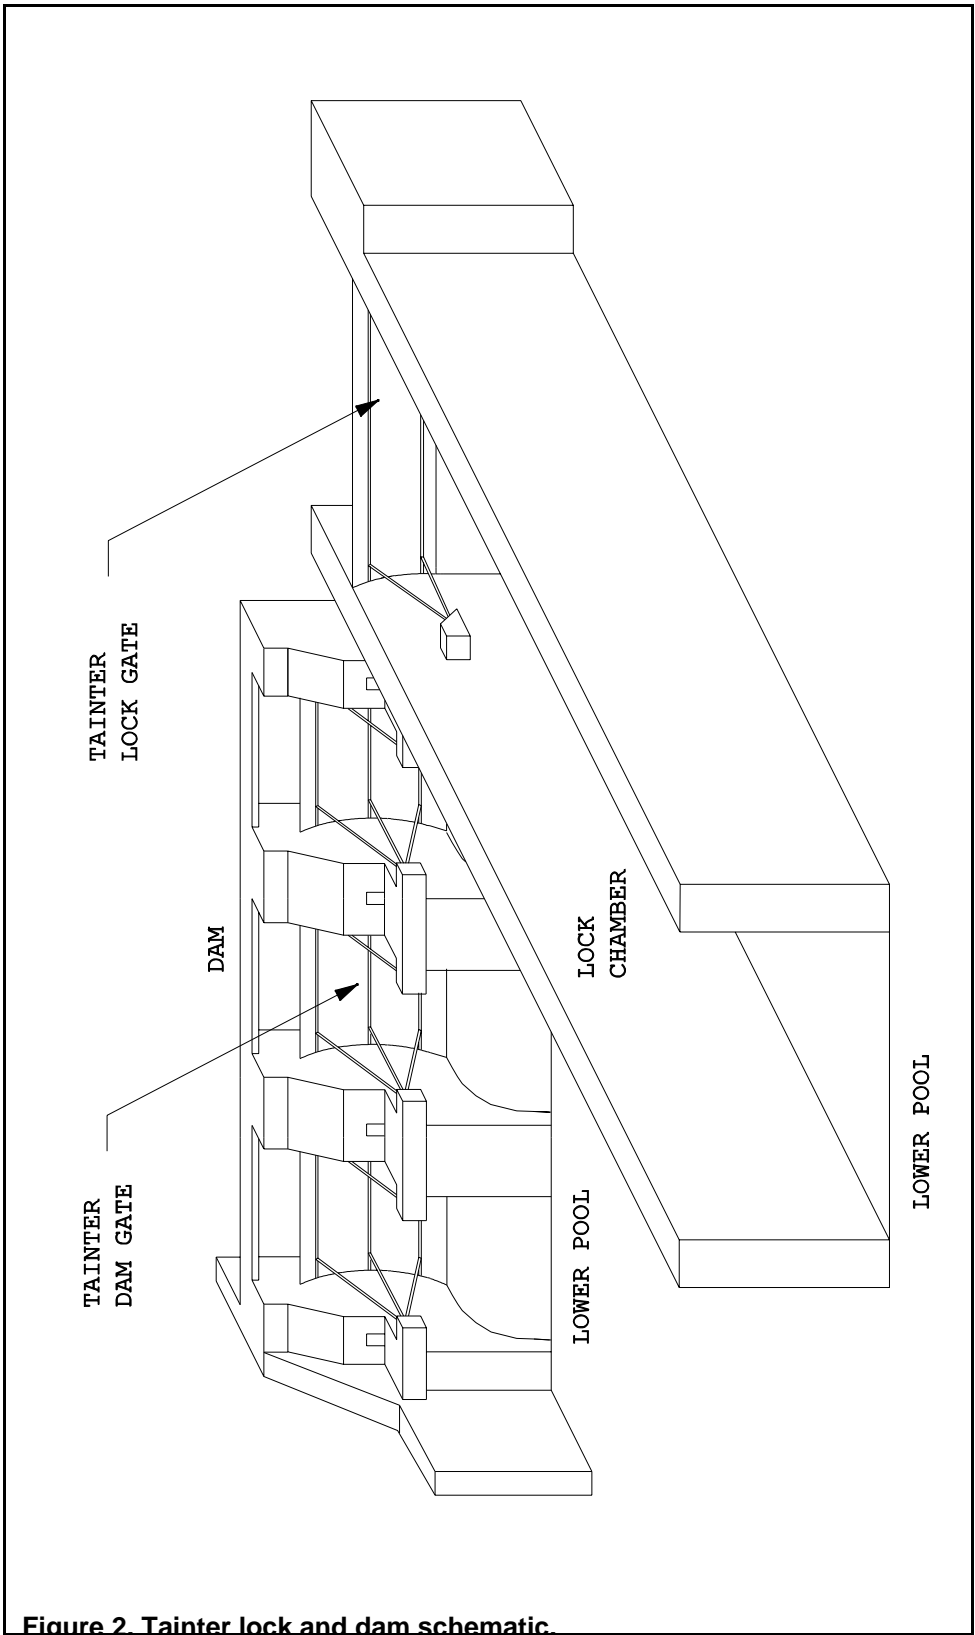 TAINTER
LOCK GATE
DAM
TAINTER
DAM GATE
LOCK
CHAMBER
LOWER POOL
LOWER POOL
Figure 2. Tainter lock and dam schematic.